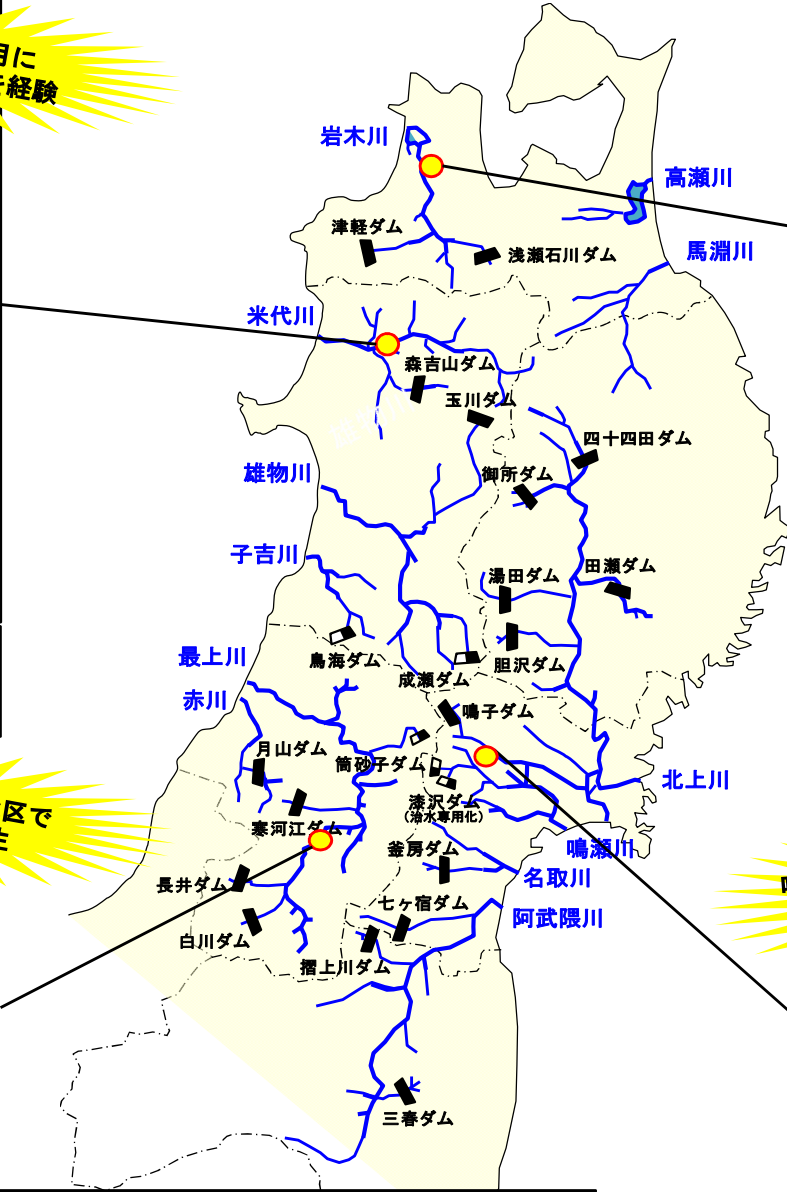 月に
経験
岩木川
高瀬川
津軽ダム
浅瀬石川ダム
馬淵川
米代川
森吉山ダム
玉川ダム
四十四田ダム
雄物川
御所ダム
子吉川
湯田ダム
田瀬ダム
最上川
鳥海ダム
成瀬ダム
胆沢ダム
赤川
鳴子ダム
月山ダム
筒砂子ダム
北上川
漆沢ダム
(治水専用化)
寒河江ダム
区で
釜房ダム
鳴瀬川
長井ダム
名取川
七ヶ宿ダム
阿武隈川
白川ダム
摺上川ダム
三春ダム